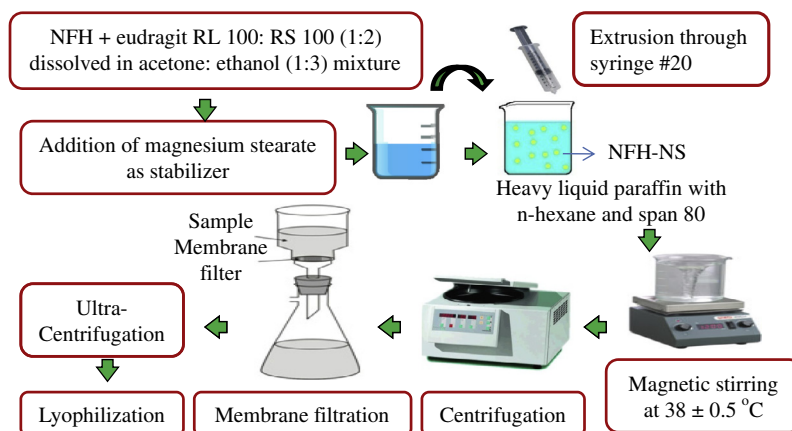 NFH + eudragit RL 100: RS 100 (1:2)
dissolved in acetone: ethanol (1:3) mixture
Extrusion through
syringe #20
Addition of magnesium stearate
as stabilizer
NFH-NS
Heavy liquid paraffin with
n-hexane and span 80
Sample
Membrane
filter
Ultra-
Centrifugation
Magnetic stirring
at 38 ± 0.5 °C
Lyophilization
Membrane filtration
Centrifugation